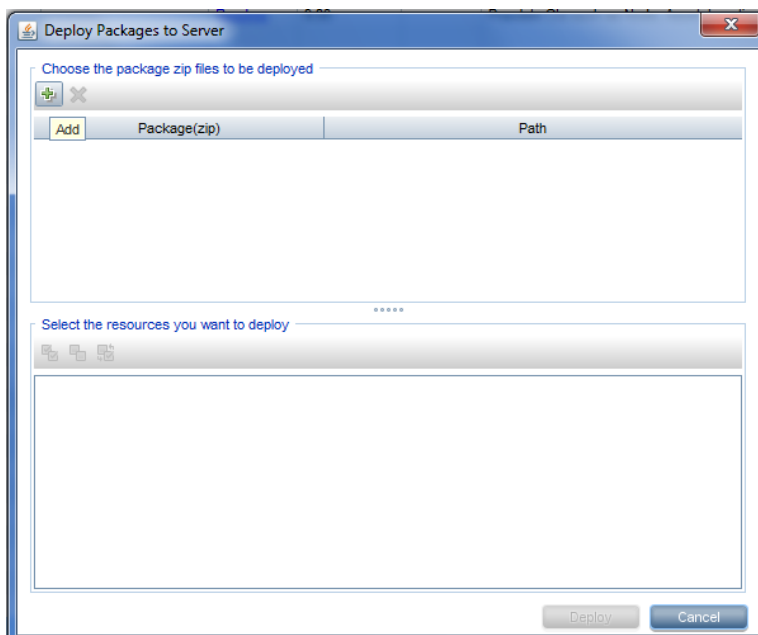 Deploy Packages to Server
Choose the package zip files to be deployed
Add
Package(zip) Path
Select the resources you want to deploy
Deploy Cancel